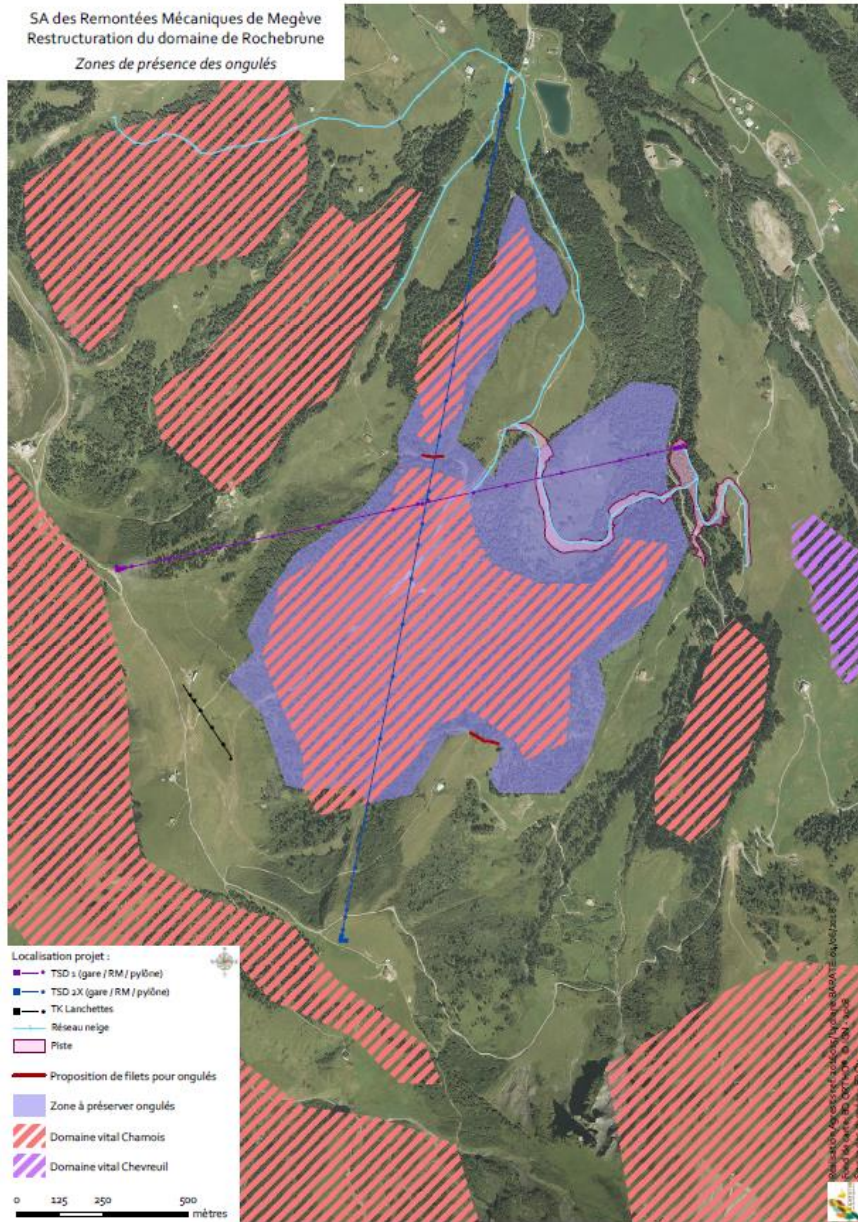 SA des Remontées Mécaniques de Megève
Restructuration du domaine de Rochebrune
Zones de présence des ongulés
Localisation projet :
TSD 1 (gare / RM / pylône)
TSD 2X (gare / RM / pylône)
TK Lanchettes
Réseau neige
Piste
Proposition de filets pour ongulés
Zone à préserver ongulés
Domaine vital Chamois
Domaine vital Chevreuil
0 125 250 500
mètres